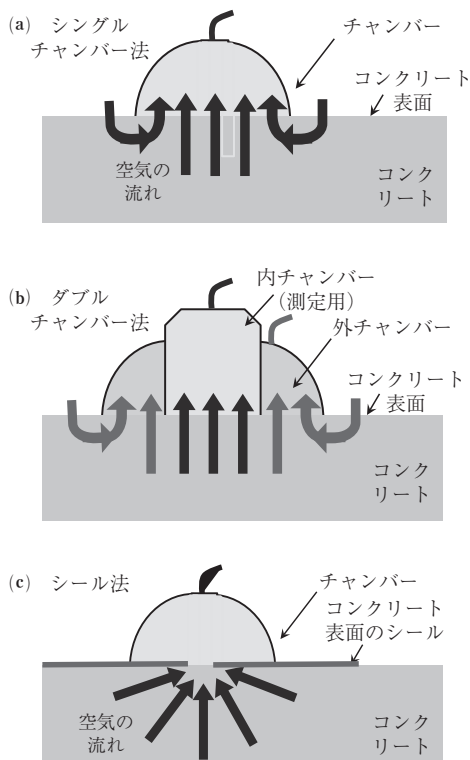 (a) シングル
チャンバー法
チャンバー
コンクリート
表面
空気の
流れ
コンク
リート
(b) ダブル
チャンバー法
内チャンバー
（測定用）
外チャンバー
コンクリート
表面
コンク
リート
(c) シール法
チャンバー
コンクリート
表面のシール
空気の
流れ
コンク
リート